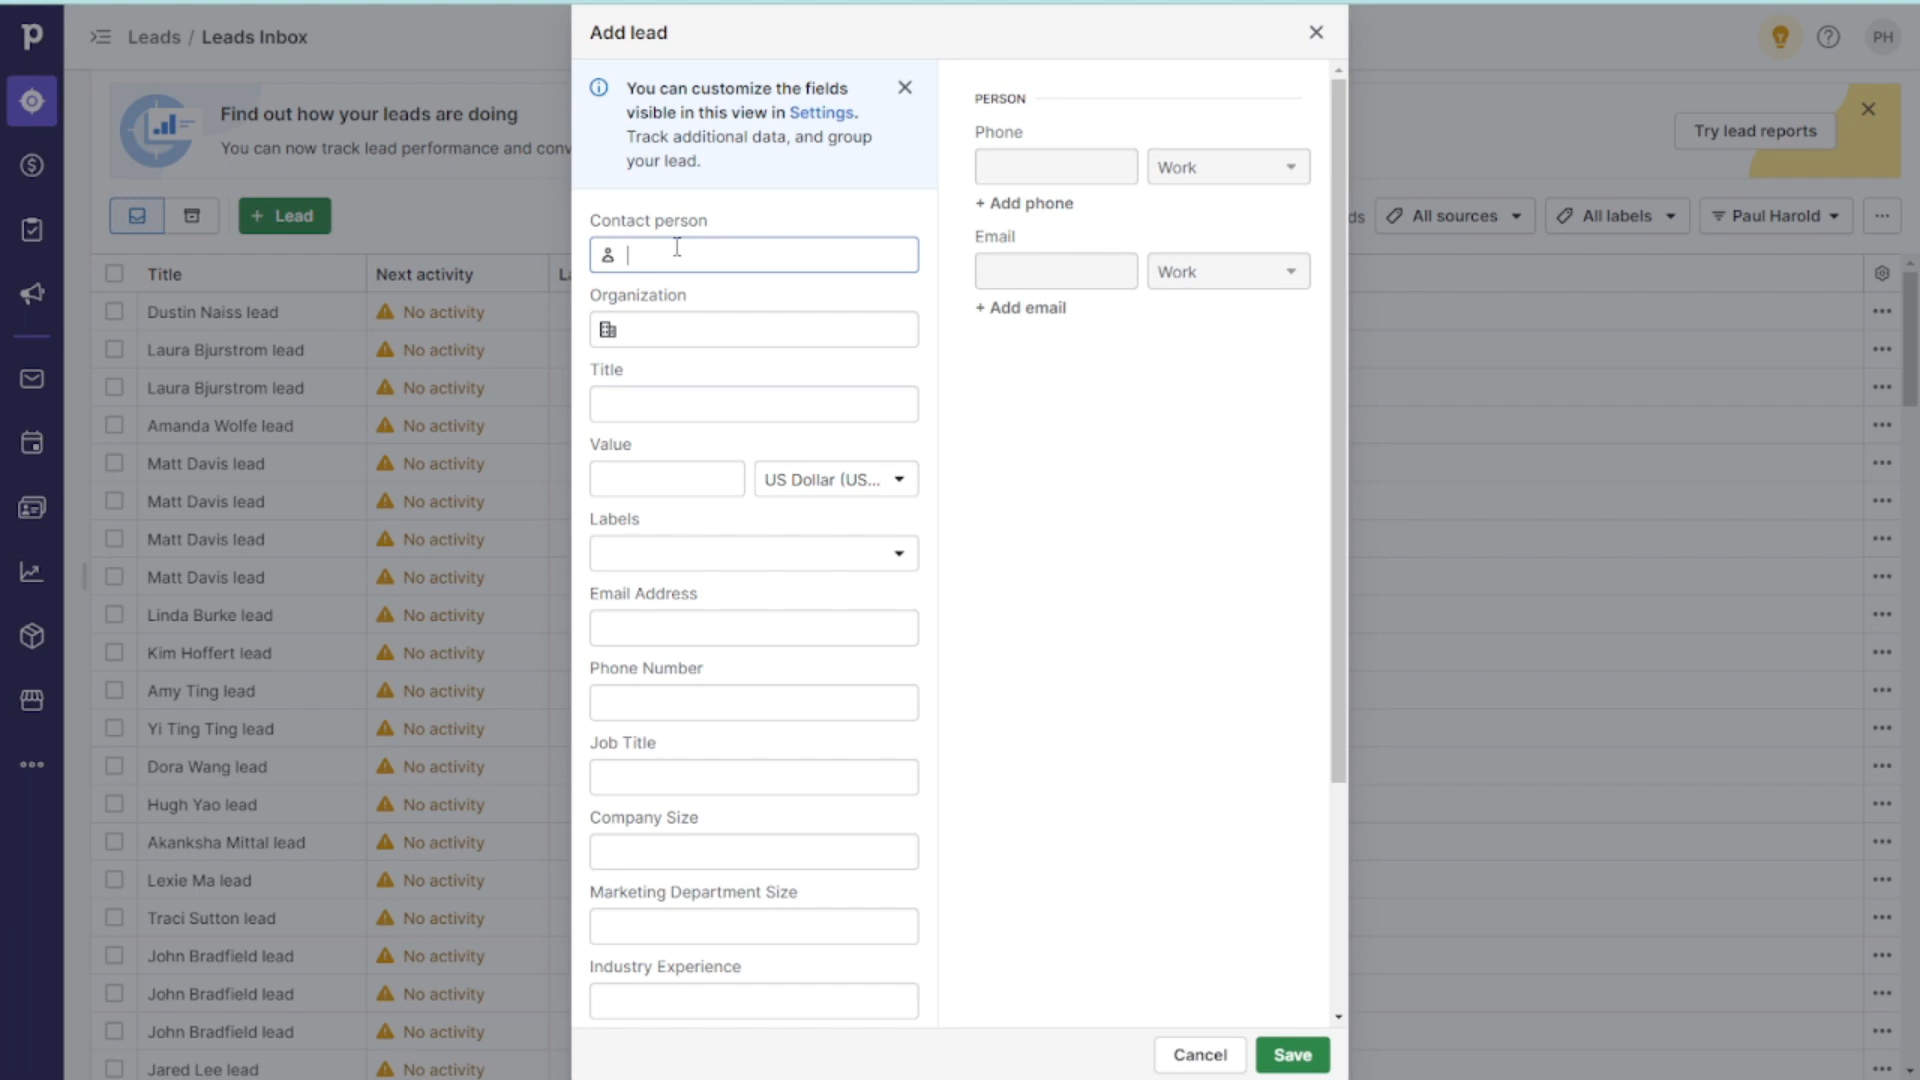 p
Leads / Leads Inbox
PH
Find out how your leads are doing
You can now track lead performance and conv
Try lead reports
+ Lead
ds
All sources
All labels
Paul Harold
Title
Next activity
La
Dustin Naiss lead
No activity
Laura Bjurstrom lead
No activity
Laura Bjurstrom lead
No activity
Amanda Wolfe lead
No activity
Matt Davis lead
No activity
Matt Davis lead
No activity
Matt Davis lead
No activity
Matt Davis lead
No activity
Linda Burke lead
No activity
Kim Hoffert lead
No activity
Amy Ting lead
No activity
Yi Ting Ting lead
No activity
Dora Wang lead
No activity
Hugh Yao lead
No activity
Akanksha Mittal lead
No activity
Lexie Ma lead
No activity
Traci Sutton lead
No activity
John Bradfield lead
No activity
John Bradfield lead
No activity
John Bradfield lead
No activity
Jared Lee lead
No activity
Add lead
You can customize the fields
visible in this view in Settings.
Track additional data, and group
your lead.
Contact person
Organization
Title
Value
US Dollar (US...
Labels
Email Address
Phone Number
Job Title
Company Size
Marketing Department Size
Industry Experience
PERSON
Phone
Work
+ Add phone
Email
Work
+ Add email
Cancel
Save